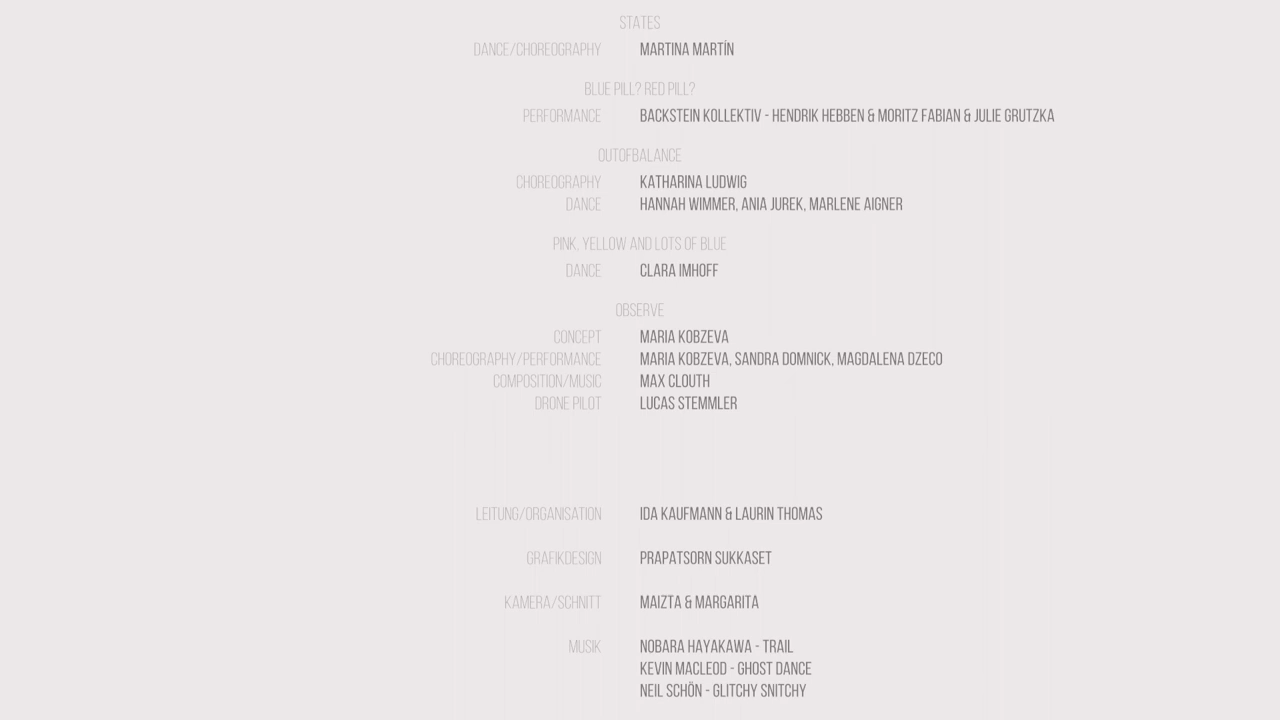 STATES
DANCE/CHOREOGRAPHY MARTINA MARTÍN
BLUE PILL? RED PILL?
PERFORMANCE BACKSTEIN KOLLEKTIV - HENDRIK HEBBEN & MORITZ FABIAN & JULIE GRUTZKA
OUTOFBALANCE
CHOREOGRAPHY KATHARINA LUDWIG
DANCE HANNAH WIMMER, ANIA JUREK, MARLENE AIGNER
PINK, YELLOW AND LOTS OF BLUE
DANCE CLARA IMHOFF
OBSERVE
CONCEPT MARIA KOBZEVA
CHOREOGRAPHY/PERFORMANCE MARIA KOBZEVA, SANDRA DOMNICK, MAGDALENA DZECO
COMPOSITION/MUSIC MAX CLOUTH
DRONE PILOT LUCAS STEMMLER
LEITUNG/ORGANISATION IDA KAUFMANN & LAURIN THOMAS
GRAFIKDESIGN PRAPATSORN SUKKASET
KAMERA/SCHNITT MAIZTA & MARGARITA
MUSIK NOBARA HAYAKAWA - TRAIL
KEVIN MACLEOD - GHOST DANCE
NEIL SCHÖN - GLITCHY SNITCHY